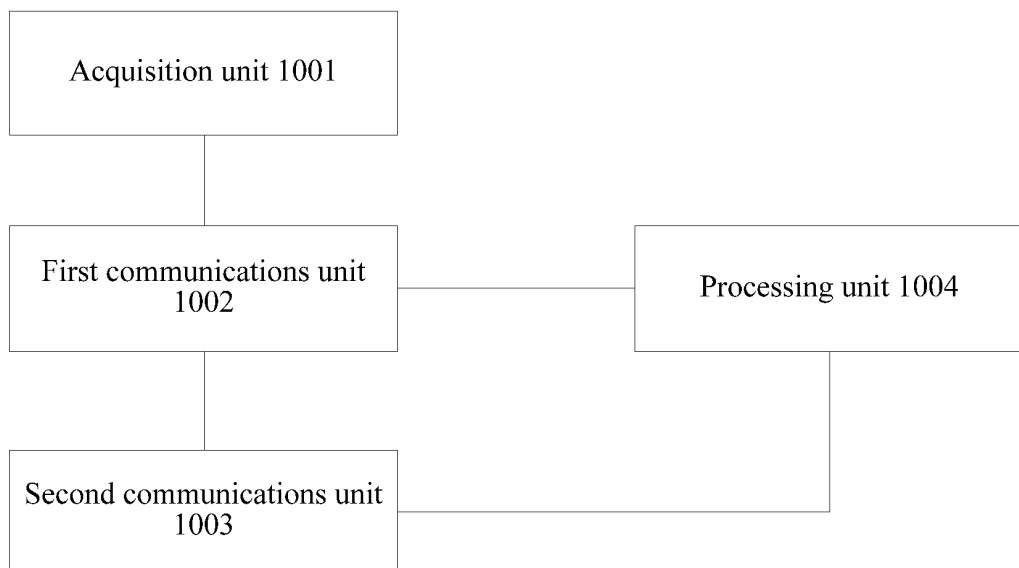 Acquisition unit 1001
First communications unit
1002
Processing unit 1004
Second communications unit
1003